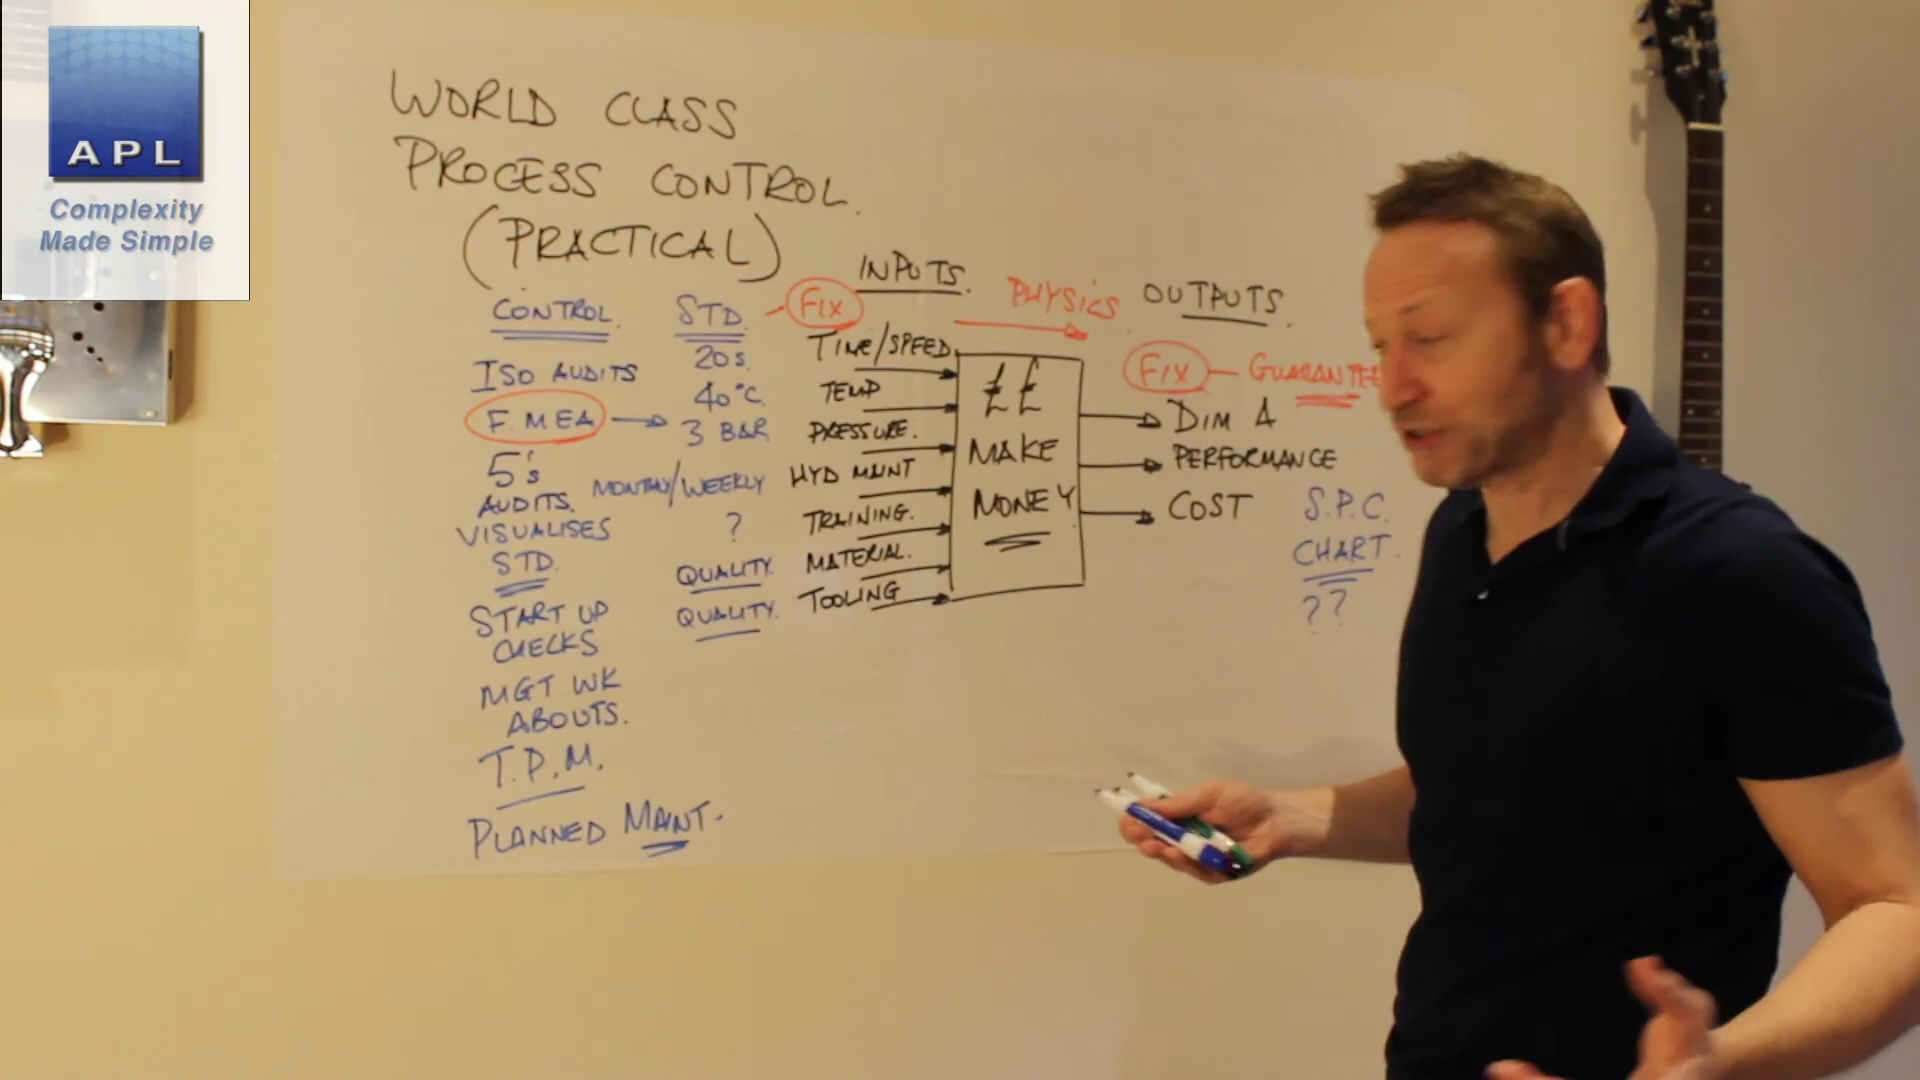 APL
Complexity
Made Simple
WORLD CLASS
PROCESS CONTROL.
(PRACTICAL)
CONTROL.
ISO AUDITS
F.MEA
5's
AUDITS.
VISUALISES
STD.
START UP
CHECKS
MGT WK
ABOUTS.
T.P.M.
PLANNED MAINT.
STD
20s.
40°C.
3 BAR
MONTHLY/WEEKLY
?
QUALITY.
QUALITY.
FIX
INPUTS.
TIME/SPEED
TEMP
PRESSURE.
HYD MAINT
TRAINING.
MATERIAL.
TOOLING
PHYSICS
££
MAKE
MONEY
OUTPUTS.
FIX - GUARANTEE
DIM A
PERFORMANCE
COST
S.P.C.
CHART.
??